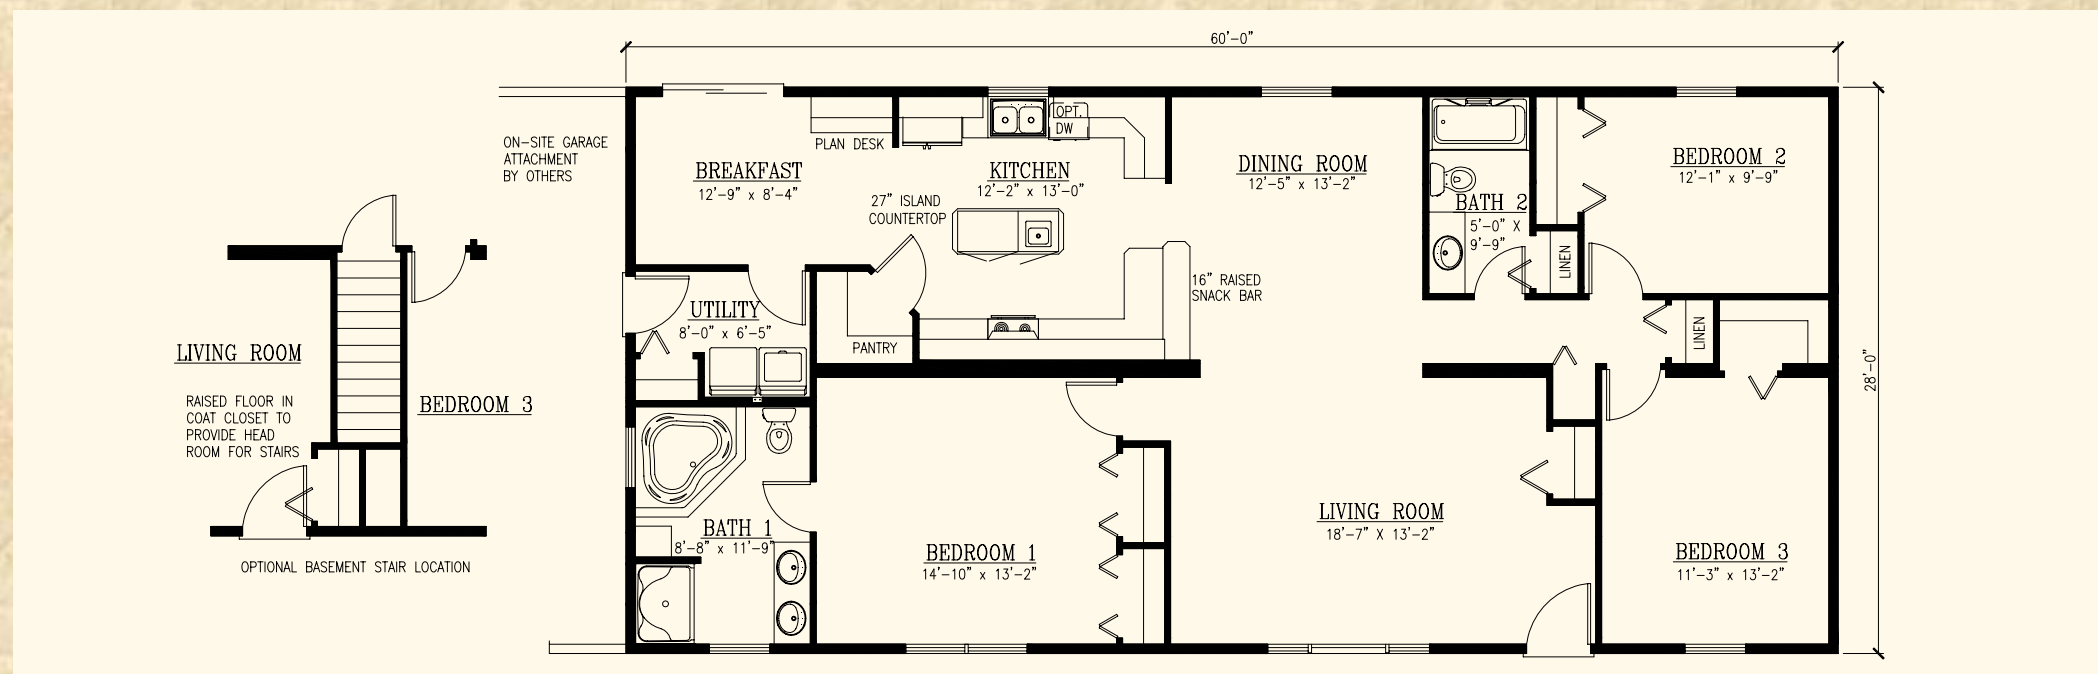 60'-0"
ON-SITE GARAGE
ATTACHMENT
BY OTHERS
PLAN DESK
OPT.
DW
BREAKFAST
12'-9" x 8'-4"
KITCHEN
12'-2" x 13'-0"
27" ISLAND
COUNTERTOP
DINING ROOM
12'-5" x 13'-2"
BATH 2
5'-0" X
9'-9"
LINEN
BEDROOM 2
12'-1" x 9'-9"
16" RAISED
SNACK BAR
UTILITY
8'-0" x 6'-5"
PANTRY
LINEN
28'-0"
LIVING ROOM
RAISED FLOOR IN
COAT CLOSET TO
PROVIDE HEAD
ROOM FOR STAIRS
BEDROOM 3
OPTIONAL BASEMENT STAIR LOCATION
BATH 1
8'-8" x 11'-9"
BEDROOM 1
14'-10" x 13'-2"
LIVING ROOM
18'-7" X 13'-2"
BEDROOM 3
11'-3" x 13'-2"